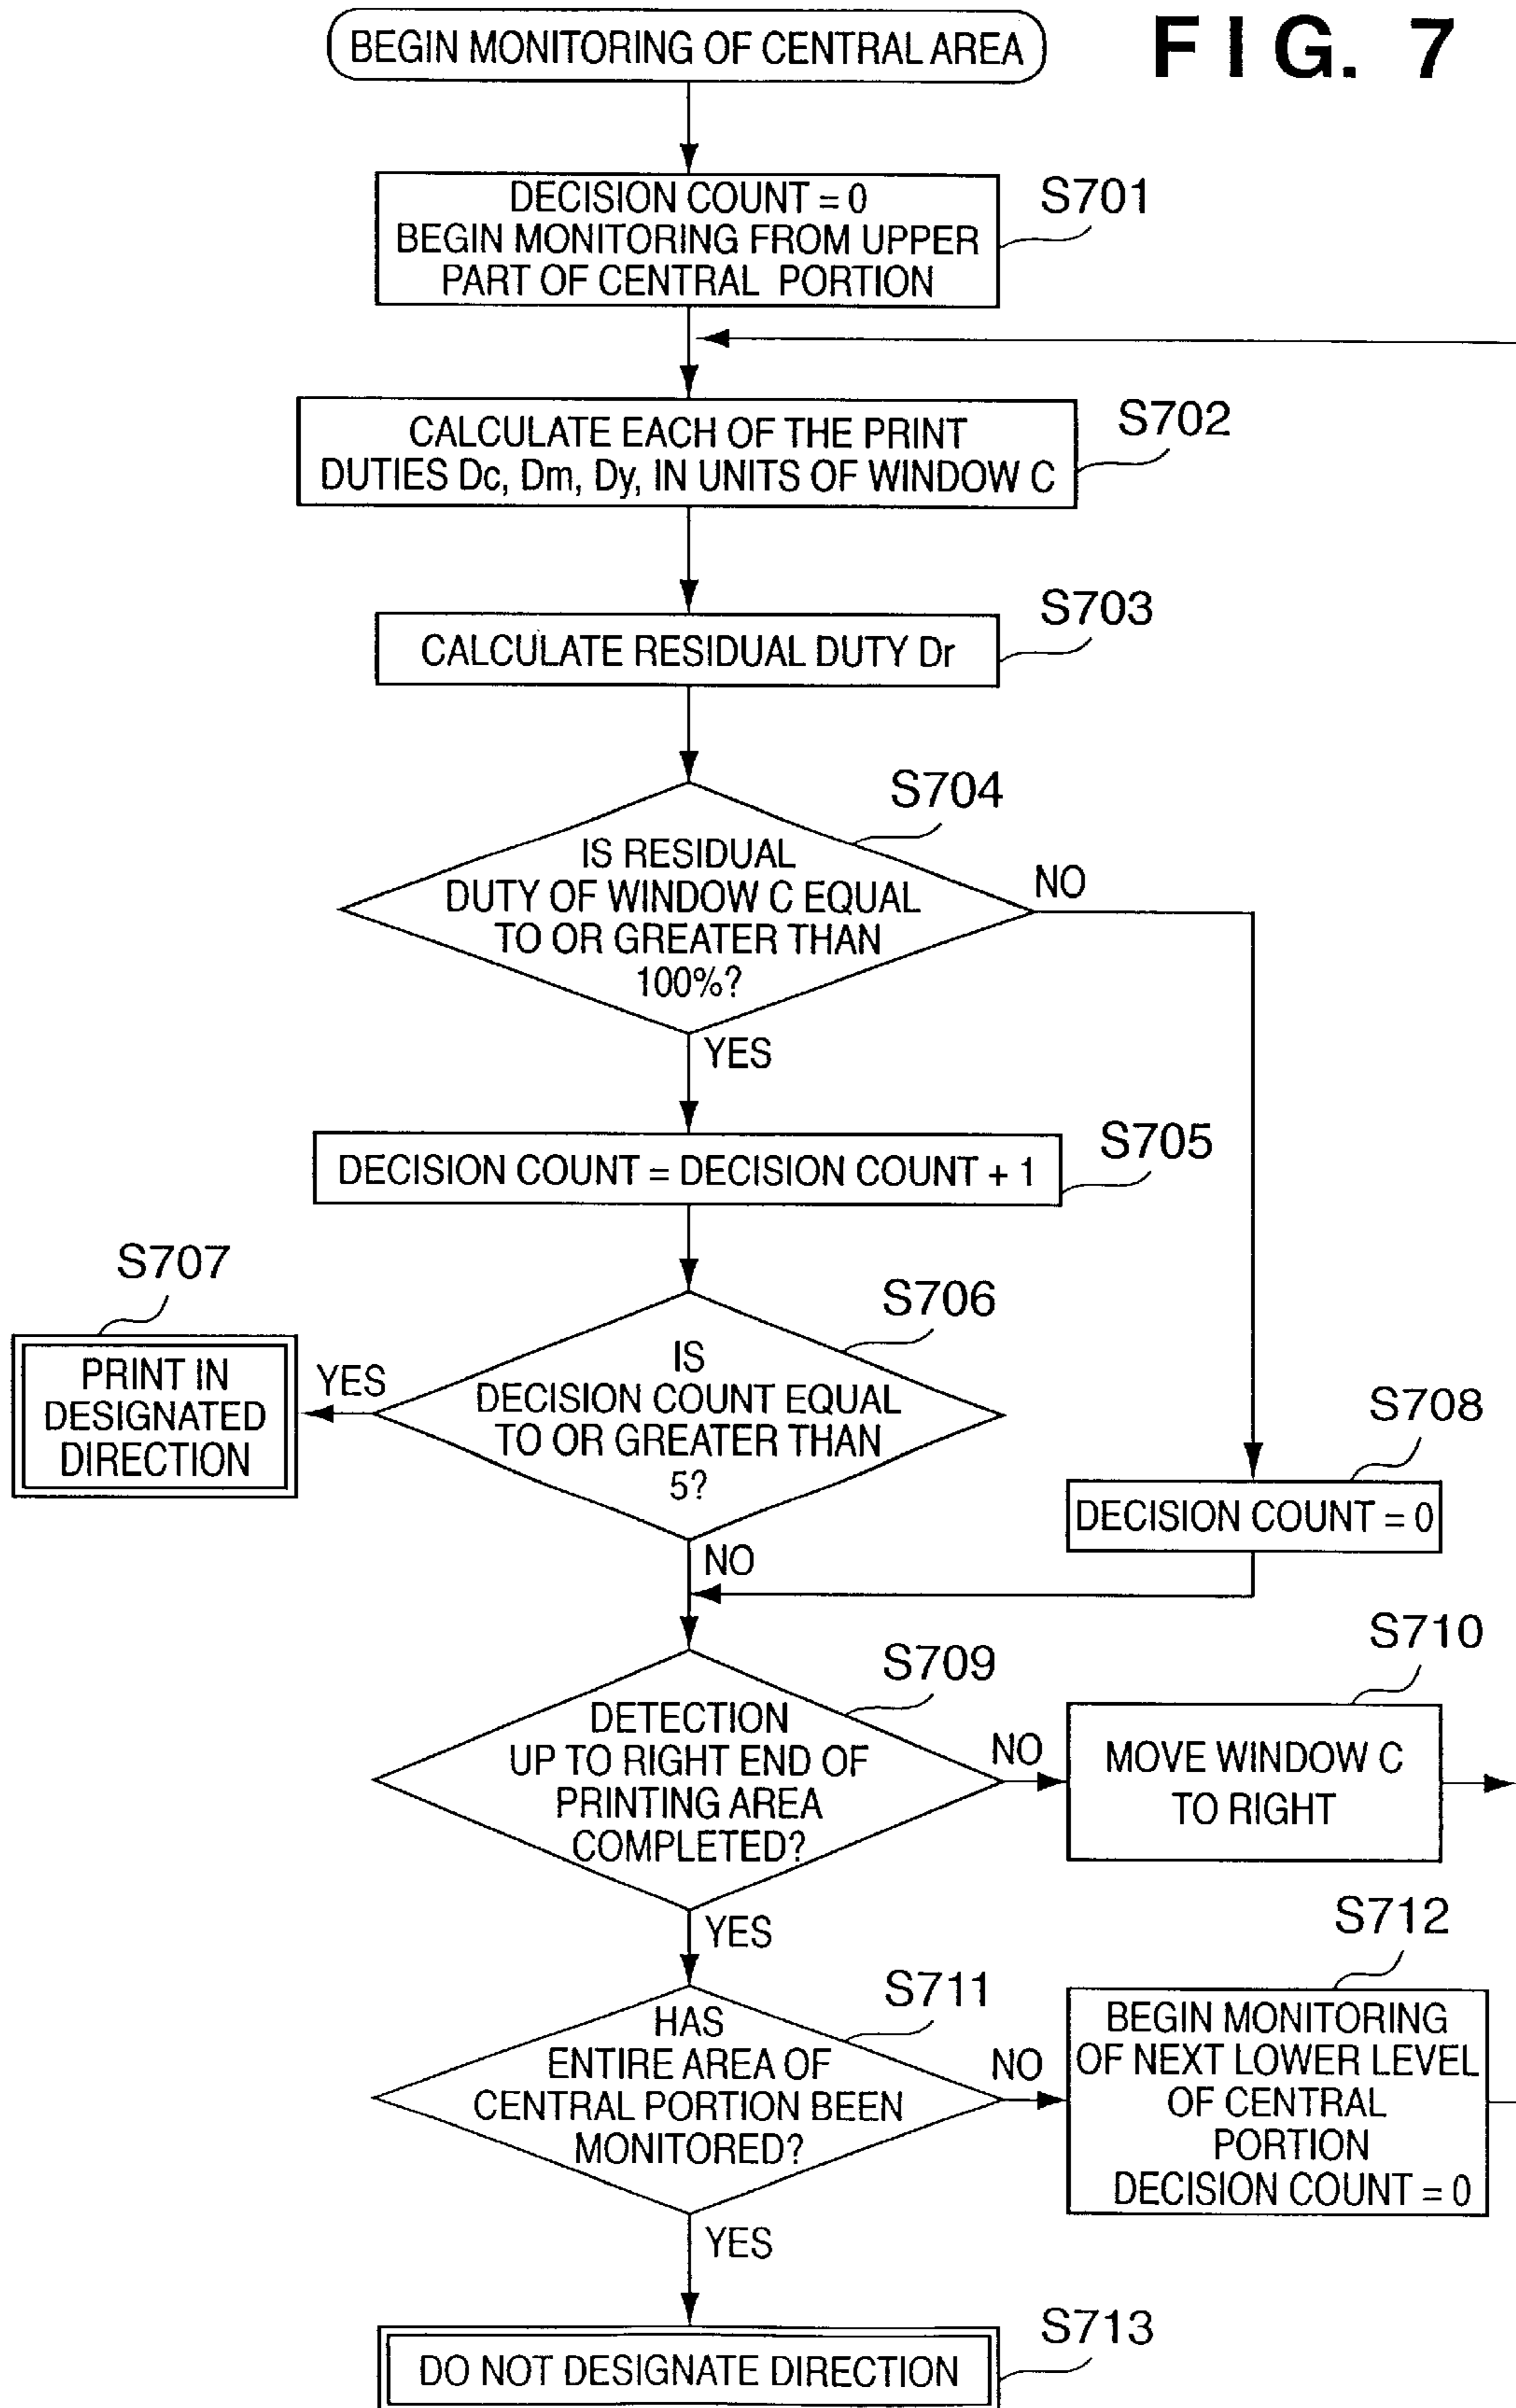 BEGIN MONITORING OF CENTRAL AREA
FIG. 7
DECISION COUNT = 0
BEGIN MONITORING FROM UPPER
PART OF CENTRAL PORTION
S701
CALCULATE EACH OF THE PRINT
DUTIES Dc, Dm, Dy, IN UNITS OF WINDOW C
S702
CALCULATE RESIDUAL DUTY Dr
S703
S704
IS RESIDUAL
DUTY OF WINDOW C EQUAL
TO OR GREATER THAN
100%?
NO
YES
DECISION COUNT = DECISION COUNT + 1
S705
S707
PRINT IN
DESIGNATED
DIRECTION
YES
S706
IS
DECISION COUNT EQUAL
TO OR GREATER THAN
5?
NO
S708
DECISION COUNT = 0
S709
DETECTION
UP TO RIGHT END OF
PRINTING AREA
COMPLETED?
NO
S710
MOVE WINDOW C
TO RIGHT
YES
S711
HAS
ENTIRE AREA OF
CENTRAL PORTION BEEN
MONITORED?
NO
S712
BEGIN MONITORING
OF NEXT LOWER LEVEL
OF CENTRAL
PORTION
DECISION COUNT = 0
YES
DO NOT DESIGNATE DIRECTION
S713